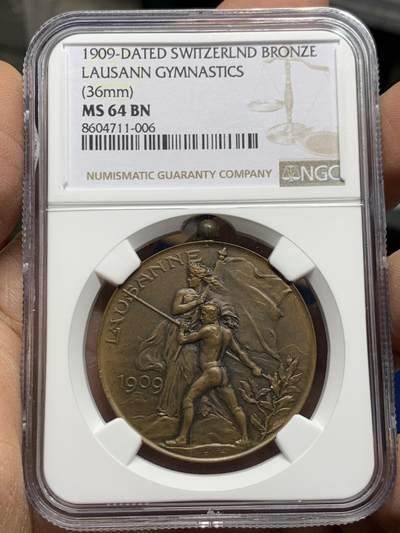 1909-DATED SWITZERLND BRONZE
LAUSANN GYMNASTICS
(36mm)
MS 64 BN
8604711-006
NUMISMATIC GUARANTY COMPANY NGC
LAUSANNE
1909